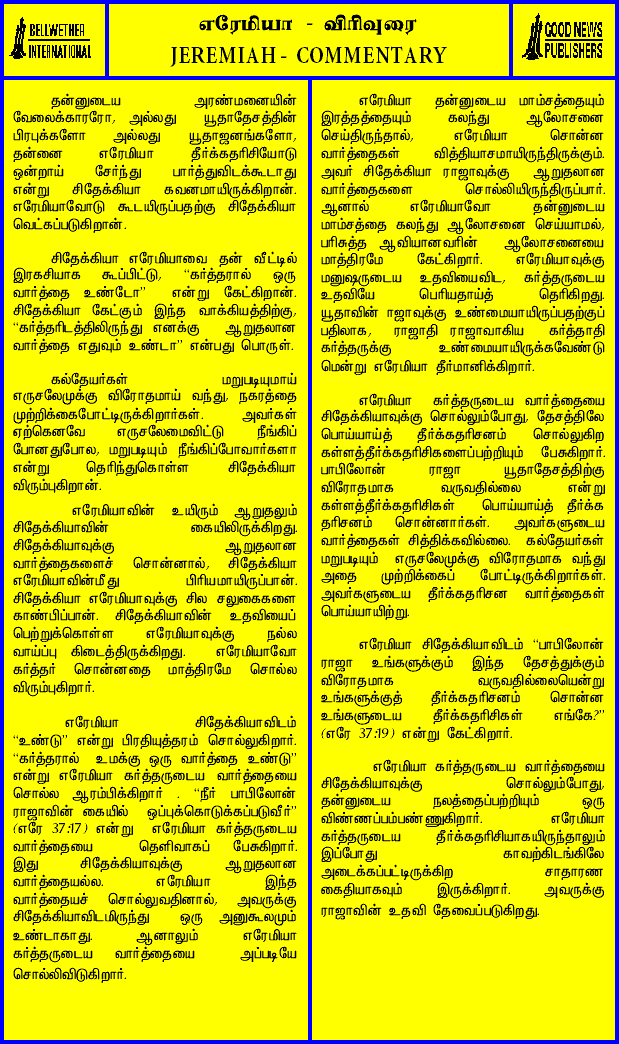 BELLWETHER
INTERNATIONAL
எரேமியா - விரிவுரை
JEREMIAH - COMMENTARY
GOOD NEWS
PUBLISHERS
தன்னுடைய அரண்மனையின்
வேலைக்காரரோ, அல்லது யூதாதேசத்தின்
பிரபுக்களோ அல்லது யூதாஜனங்களோ,
தன்னை எரேமியா தீர்க்கதரிசியோடு
ஒன்றாய் சேர்ந்து பார்த்துவிடக்கூடாது
என்று சிதேக்கியா கவனமாயிருக்கிறான்.
எரேமியாவோடு கூடயிருப்பதற்கு சிதேக்கியா
வெட்கப்படுகிறான்.
சிதேக்கியா எரேமியாவை தன் வீட்டில்
இரகசியாக கூப்பிட்டு, “கர்த்தரால் ஒரு
வார்த்தை உண்டோ” என்று கேட்கிறான்.
சிதேக்கியா கேட்கும் இந்த வாக்கியத்திற்கு,
“கர்த்தரிடத்திலிருந்து எனக்கு ஆறுதலான
வார்த்தை எதுவும் உண்டா” என்பது பொருள்.
கல்தேயர்கள் மறுபடியுமாய்
எருசலேமுக்கு விரோதமாய் வந்து, நகரத்தை
முற்றிக்கைபோட்டிருக்கிறார்கள். அவர்கள்
ஏற்கெனவே எருசலேமைவிட்டு நீங்கிப்
போனதுபோல, மறுபடியும் நீங்கிப்போவார்களா
என்று தெரிந்துகொள்ள சிதேக்கியா
விரும்புகிறான்.
எரேமியாவின் உயிரும் ஆறுதலும்
சிதேக்கியாவின் கையிலிருக்கிறது.
சிதேக்கியாவுக்கு ஆறுதலான
வார்த்தைகளைச் சொன்னால், சிதேக்கியா
எரேமியாவின்மீது பிரியமாயிருப்பான்.
சிதேக்கியா எரேமியாவுக்கு சில சலுகைகளை
காண்பிப்பான். சிதேக்கியாவின் உதவியைப்
பெற்றுக்கொள்ள எரேமியாவுக்கு நல்ல
வாய்ப்பு கிடைத்திருக்கிறது. எரேமியாவோ
கர்த்தர் சொன்னதை மாத்திரமே சொல்ல
விரும்புகிறார்.
எரேமியா சிதேக்கியாவிடம்
“உண்டு” என்று பிரதியுத்தரம் சொல்லுகிறார்.
“கர்த்தரால் உமக்கு ஒரு வார்த்தை உண்டு”
என்று எரேமியா கர்த்தருடைய வார்த்தையை
சொல்ல ஆரம்பிக்கிறார் . “நீர் பாபிலோன்
ராஜாவின் கையில் ஒப்புக்கொடுக்கப்படுவீர்”
(எரே 37:17) என்று எரேமியா கர்த்தருடைய
வார்த்தையை தெளிவாகப் பேசுகிறார்.
இது சிதேக்கியாவுக்கு ஆறுதலான
வார்த்தையல்ல. எரேமியா இந்த
வார்த்தையச் சொல்லுவதினால், அவருக்கு
சிதேக்கியாவிடமிருந்து ஒரு அனுகூலமும்
உண்டாகாது. ஆனாலும் எரேமியா
கர்த்தருடைய வார்த்தையை அப்படியே
சொல்லிவிடுகிறார்.
எரேமியா தன்னுடைய மாம்சத்தையும்
இரத்தத்தையும் கலந்து ஆலோசனை
செய்திருந்தால், எரேமியா சொன்ன
வார்த்தைகள் வித்தியாசமாயிருந்திருக்கும்.
அவர் சிதேக்கியா ராஜாவுக்கு ஆறுதலான
வார்த்தைகளை சொல்லியிருந்திருப்பார்.
ஆனால் எரேமியாவோ தன்னுடைய
மாம்சத்தை கலந்து ஆலோசனை செய்யாமல்,
பரிசுத்த ஆவியானவரின் ஆலோசனையை
மாத்திரமே கேட்கிறார். எரேமியாவுக்கு
மனுஷருடைய உதவியைவிட, கர்த்தருடைய
உதவியே பெரியதாய்த் தெரிகிறது.
யூதாவின் ராஜாவுக்கு உண்மையாயிருப்பதற்குப்
பதிலாக, ராஜாதி ராஜாவாகிய கர்த்தாதி
கர்த்தருக்கு உண்மையாயிருக்கவேண்டு
மென்று எரேமியா தீர்மானிக்கிறார்.
எரேமியா கர்த்தருடைய வார்த்தையை
சிதேக்கியாவுக்கு சொல்லும்போது, தேசத்திலே
பொய்யாய்த் தீர்க்கதரிசனம் சொல்லுகிற
கள்ளத்தீர்க்கதரிசிகளைப்பற்றியும் பேசுகிறார்.
பாபிலோன் ராஜா யூதாதேசத்திற்கு
விரோதமாக வருவதில்லை என்று
கள்ளத்தீர்க்கதரிசிகள் பொய்யாய்த் தீர்க்க
தரிசனம் சொன்னார்கள். அவர்களுடைய
வார்த்தைகள் சித்திக்கவில்லை. கல்தேயர்கள்
மறுபடியும் எருசலேமுக்கு விரோதமாக வந்து
அதை முற்றிக்கைப் போட்டிருக்கிறார்கள்.
அவர்களுடைய தீர்க்கதரிசன வார்த்தைகள்
பொய்யாயிற்று.
எரேமியா சிதேக்கியாவிடம் “பாபிலோன்
ராஜா உங்களுக்கும் இந்த தேசத்துக்கும்
விரோதமாக வருவதில்லையென்று
உங்களுக்குத் தீர்க்கதரிசனம் சொன்ன
உங்களுடைய தீர்க்கதரிசிகள் எங்கே?”
(எரே 37:19) என்று கேட்கிறார்.
எரேமியா கர்த்தருடைய வார்த்தையை
சிதேக்கியாவுக்கு சொல்லும்போது,
தன்னுடைய நலத்தைப்பற்றியும் ஒரு
விண்ணப்பம்பண்ணுகிறார். எரேமியா
கர்த்தருடைய தீர்க்கதரிசியாகயிருந்தாலும்
இப்போது காவற்கிடங்கிலே
அடைக்கப்பட்டிருக்கிற சாதாரண
கைதியாகவும் இருக்கிறார். அவருக்கு
ராஜாவின் உதவி தேவைப்படுகிறது.